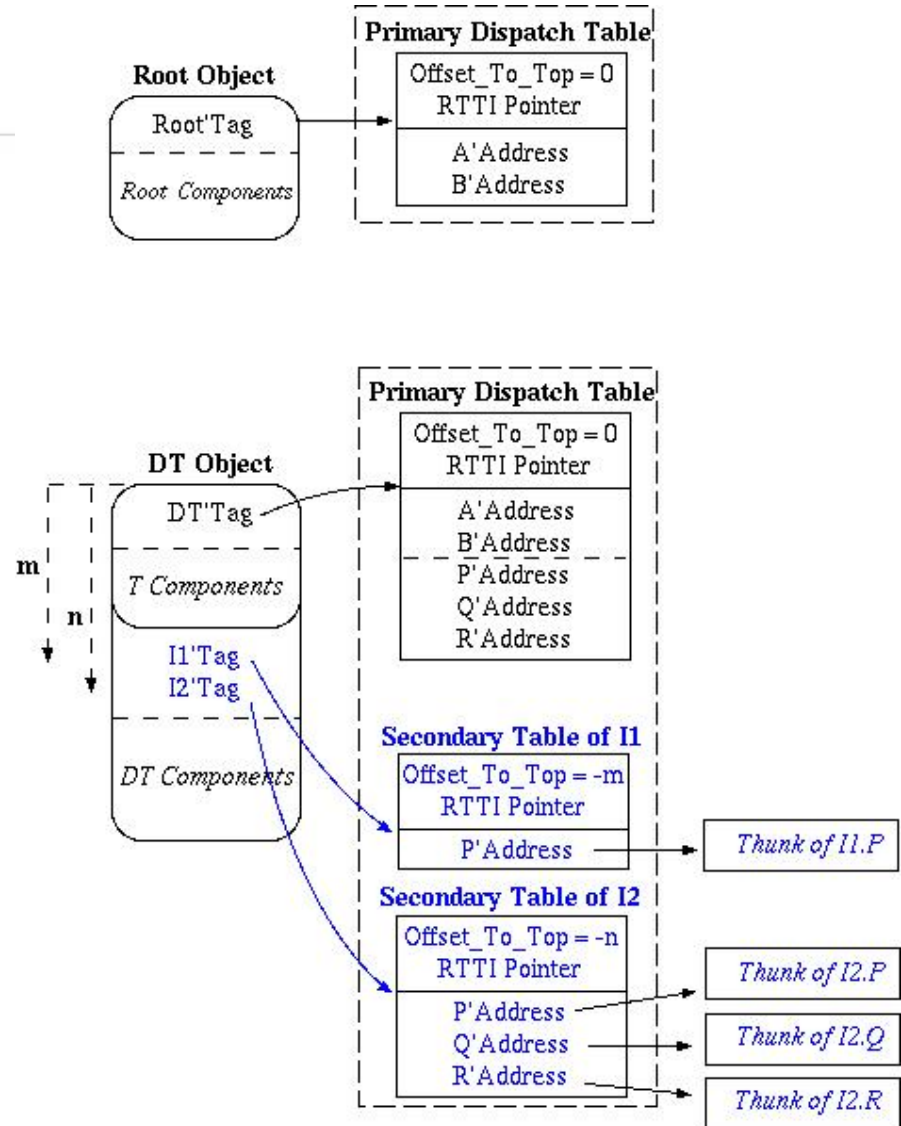 Primary Dispatch Table
Root Object
Offset_To_Top = 0
RTTI Pointer
Root'Tag
A'Address
B'Address
Root Components
Primary Dispatch Table
Offset_To_Top = 0
RTTI Pointer
DT Object
DT'Tag
A'Address
B'Address
P'Address
Q'Address
R'Address
m
T Components
n
I1'Tag
I2'Tag
DT Components
Secondary Table of I1
Offset_To_Top = -m
RTTI Pointer
P'Address
Thunk of I1.P
Secondary Table of I2
Offset_To_Top = -n
RTTI Pointer
P'Address
Q'Address
R'Address
Thunk of I2.P
Thunk of I2.Q
Thunk of I2.R